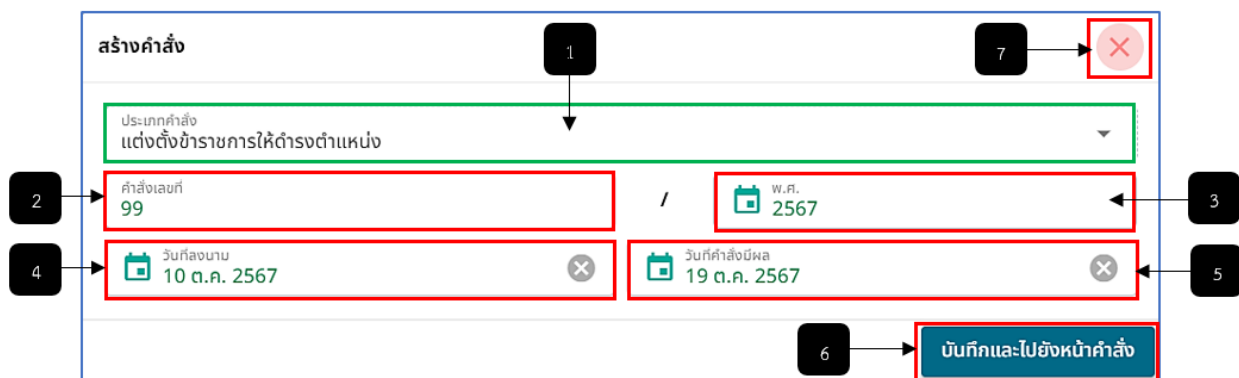 สร้างคำสั่ง
1
7
ประเภทคำสั่ง
แต่งตั้งข้าราชการให้ดำรงตำแหน่ง
2
คำสั่งเลขที่
99
/
พ.ศ.
2567
3
4
วันที่ลงนาม
10 ต.ค. 2567
วันที่คำสั่งมีผล
19 ต.ค. 2567
5
6
บันทึกและไปยังหน้าคำสั่ง